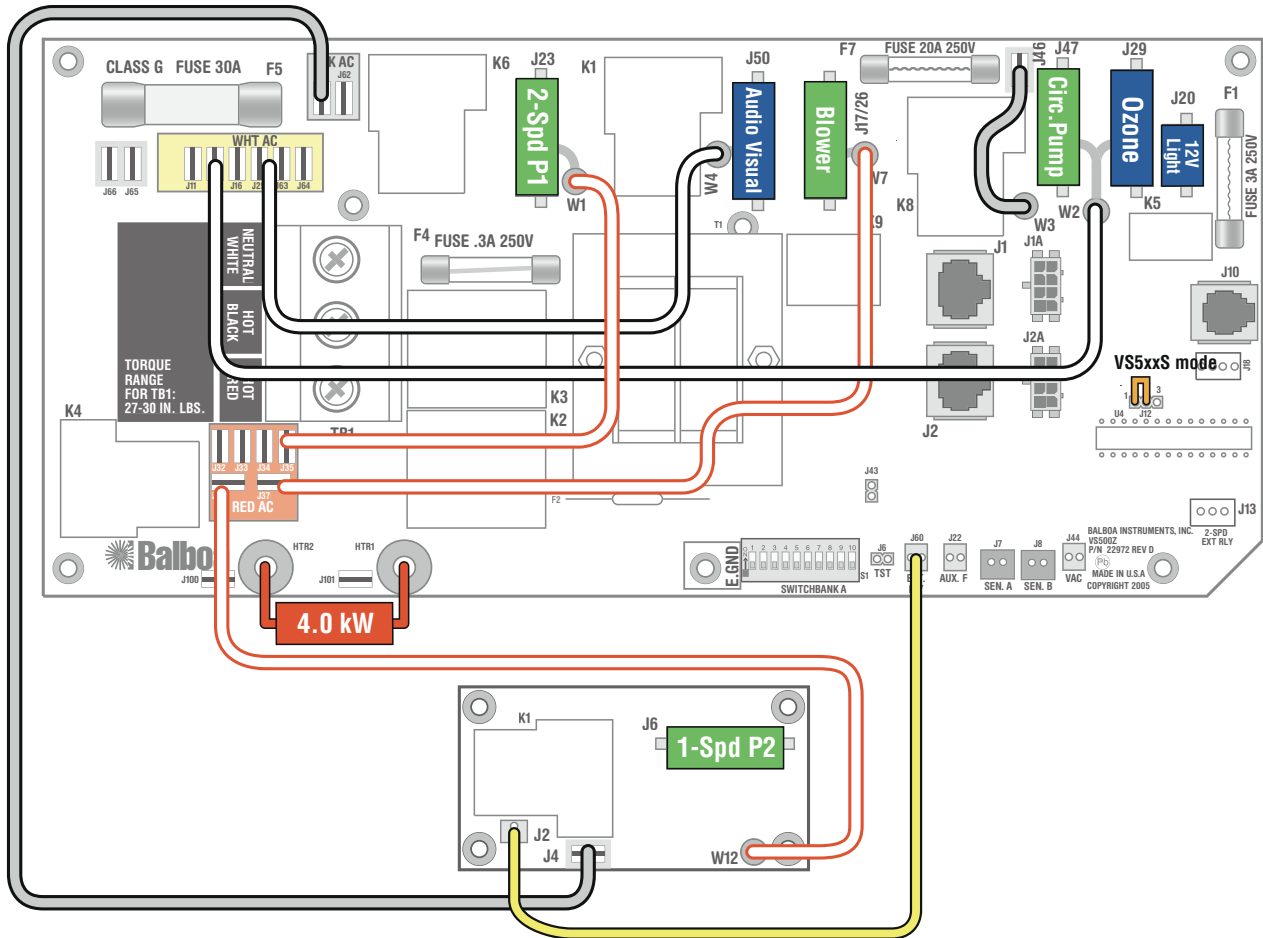 CLASS G FUSE 30A F5
K AC
J62
K6
J23
2-Spd P1
W1
K1
J50
Audio Visual
W4
T1
Blower
J17/26
W7
F7 FUSE 20A 250V
J46
J47
Circ.Pump
J29
Ozone
J20
12V Light
F1
FUSE 3A 250V
K8
W3
W2
K5
K9
WHT AC
J66 J65
J11 J16 J63 J64
NEUTRAL WHITE
HOT BLACK
HOT RED
TORQUE
RANGE
FOR TB1:
27-30 IN. LBS.
F4 FUSE .3A 250V
J1
J1A
J10
J2A
J2
VS5xxS mode
J18
1 3
U4 J12
K4
K3
K2
J32 J33 J34 J35
J37
RED AC
F2
J43
J13
2-SPD
EXT RLY
Balbo
J100
HTR2
J101
HTR1
4.0 kW
E.GND
1 2 3 4 5 6 7 8 9 10
S1
SWITCHBANK A
J6
TST
J60
J22
AUX. F
J7
SEN. A
J8
SEN. B
J44
VAC
BALBOA INSTRUMENTS, INC.
VS500Z
P/N 22972 REV D
Pb
MADE IN U.S.A
COPYRIGHT 2005
K1
J6
1-Spd P2
J2
J4
W12